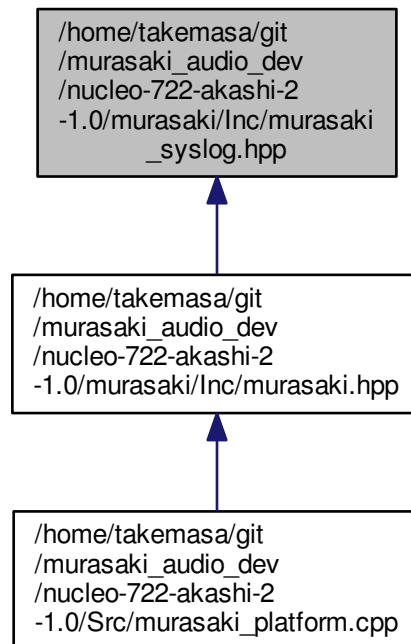 /home/takemasa/git
/murasaki_audio_dev
/nucleo-722-akashi-2
-1.0/murasaki/Inc/murasaki
_syslog.hpp
/home/takemasa/git
/murasaki_audio_dev
/nucleo-722-akashi-2
-1.0/murasaki/Inc/murasaki.hpp
/home/takemasa/git
/murasaki_audio_dev
/nucleo-722-akashi-2
-1.0/Src/murasaki_platform.cpp